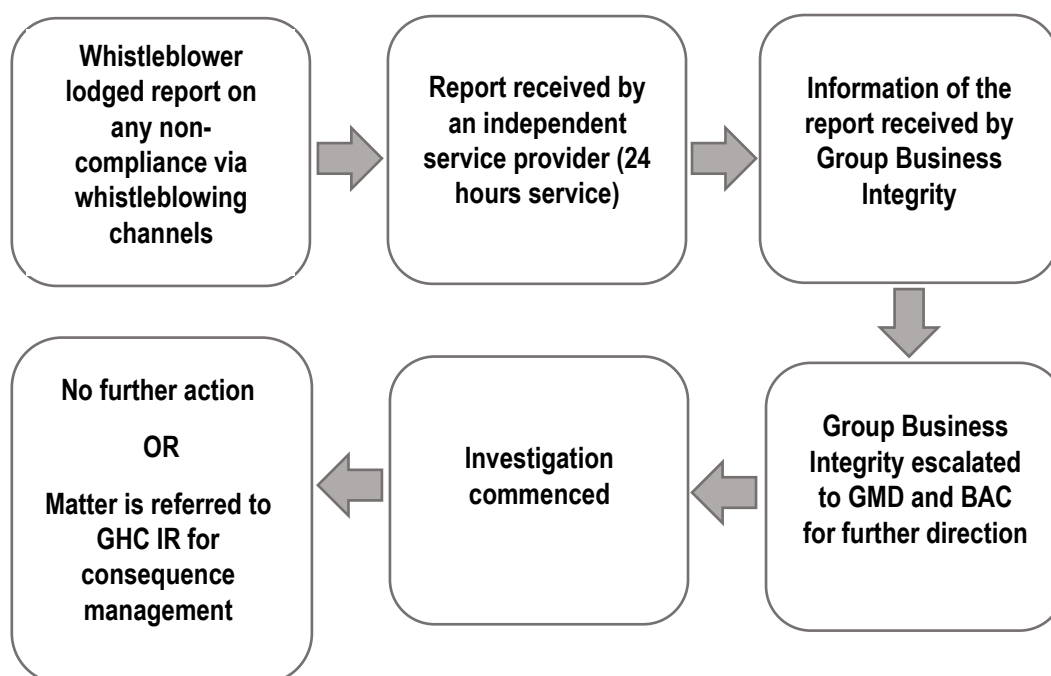 Whistleblower
lodged report on
any non-
compliance via
whistleblowing
channels
Report received by
an independent
service provider (24
hours service)
Information of the
report received by
Group Business
Integrity
Group Business
Integrity escalated
to GMD and BAC
for further direction
Investigation
commenced
No further action
OR
Matter is referred to
GHC IR for
consequence
management